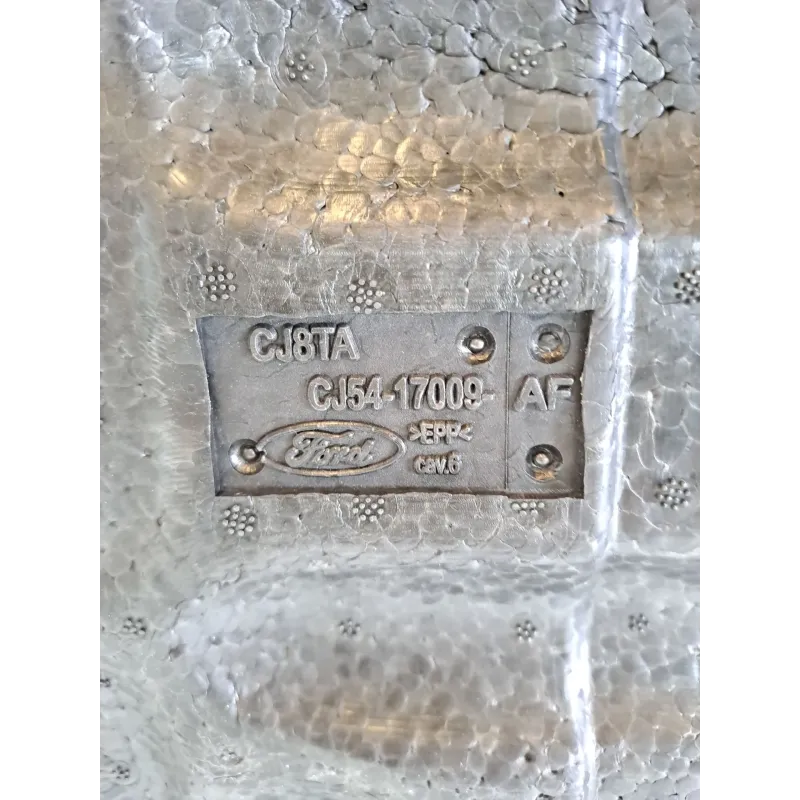 CJ8TA
CJ54-17009-AF
Ford
>EPP<
cav.6